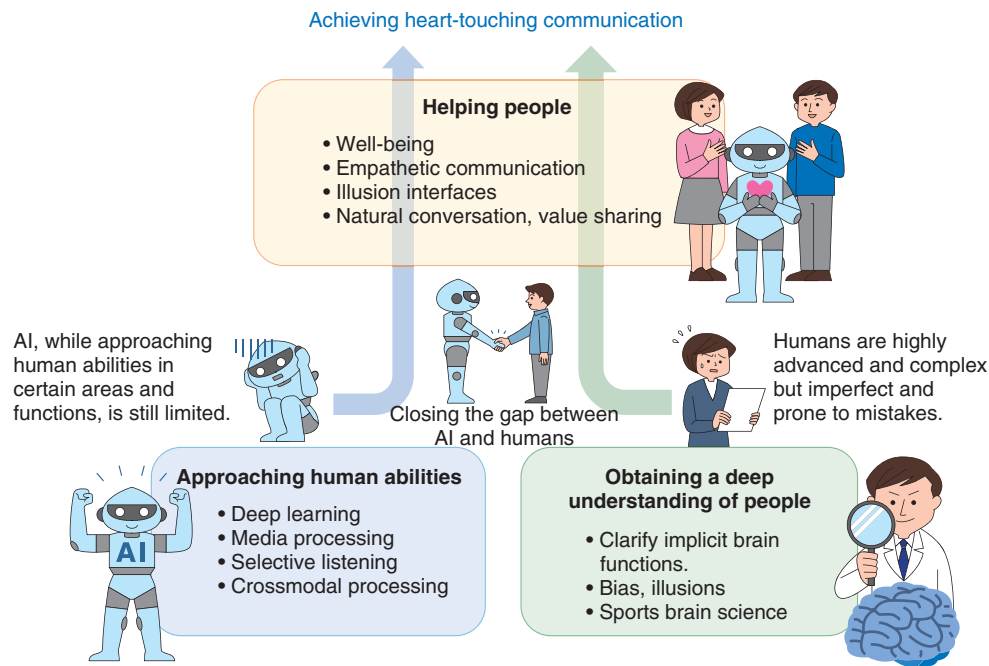 Achieving heart-touching communication
Helping people
• Well-being
• Empathetic communication
• Illusion interfaces
• Natural conversation, value sharing
AI, while approaching
human abilities in
certain areas and
functions, is still limited.
Closing the gap between
AI and humans
Humans are highly
advanced and complex
but imperfect and
prone to mistakes.
Approaching human abilities
• Deep learning
• Media processing
• Selective listening
• Crossmodal processing
AI
Obtaining a deep
understanding of people
• Clarify implicit brain
functions.
• Bias, illusions
• Sports brain science